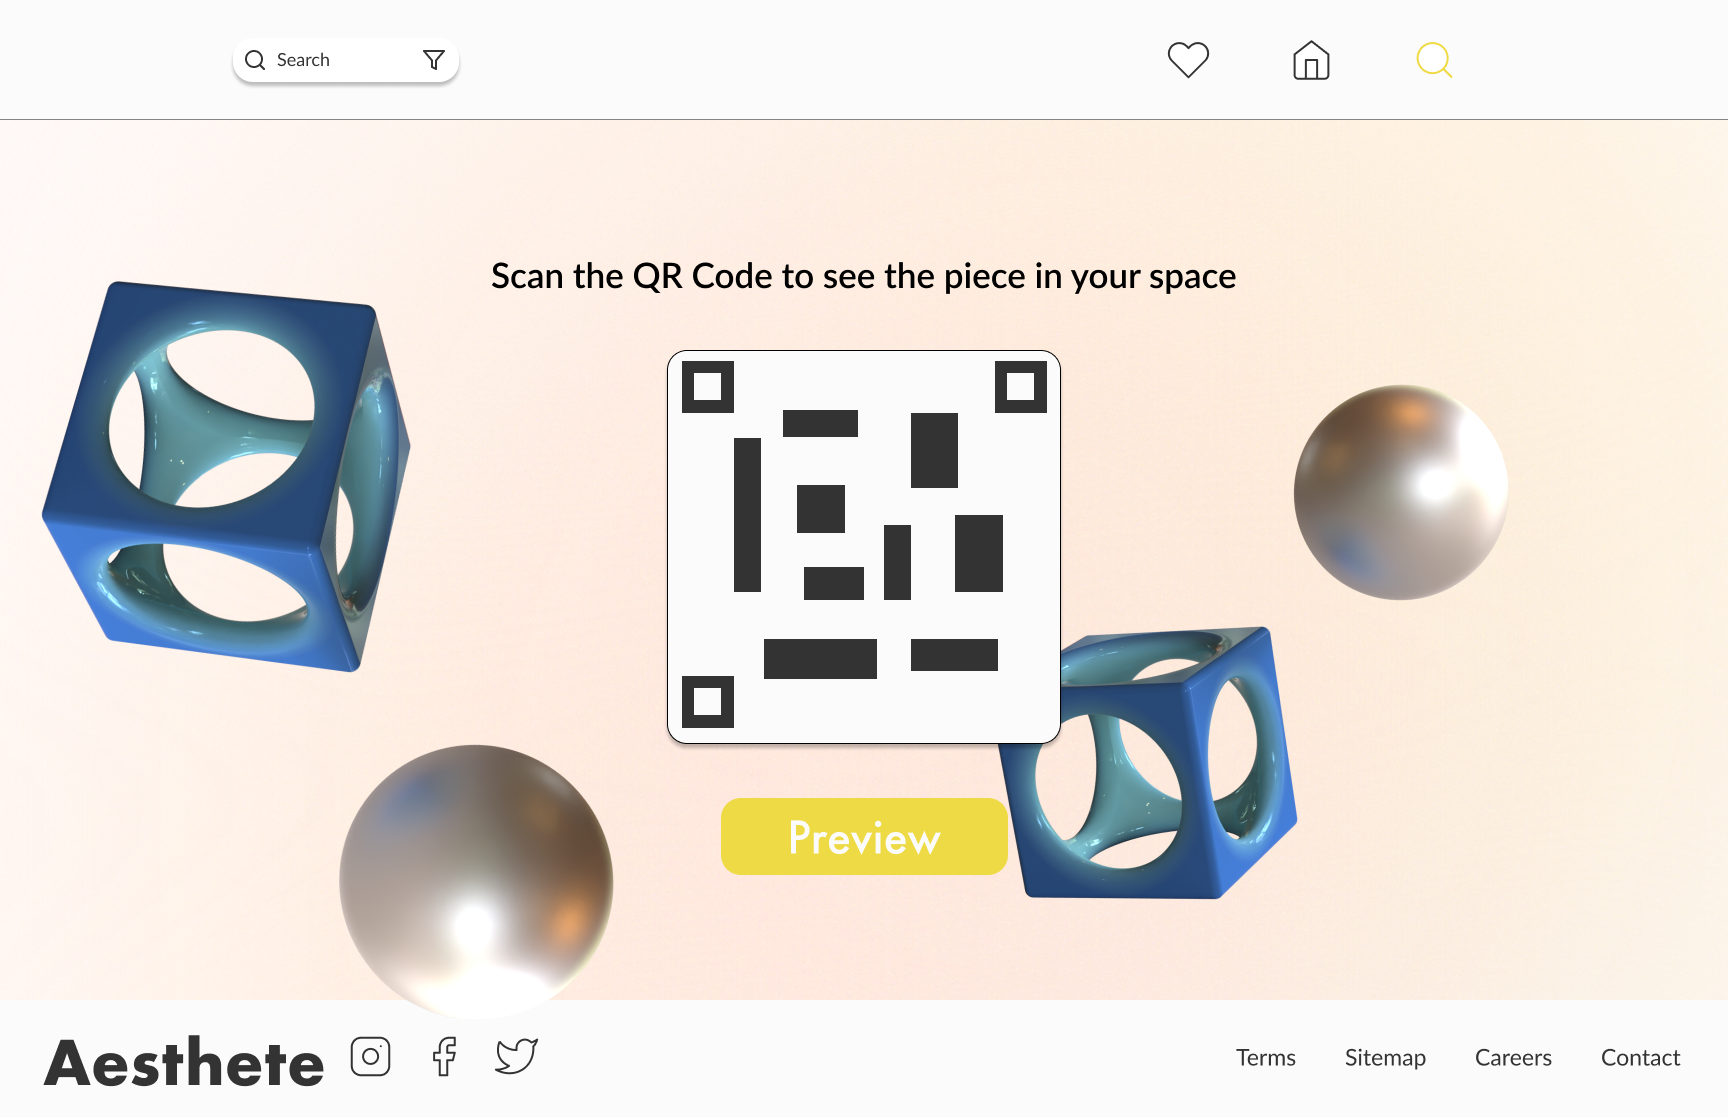 Search
Scan the QR Code to see the piece in your space
Preview
Aesthete
Terms Sitemap Careers Contact